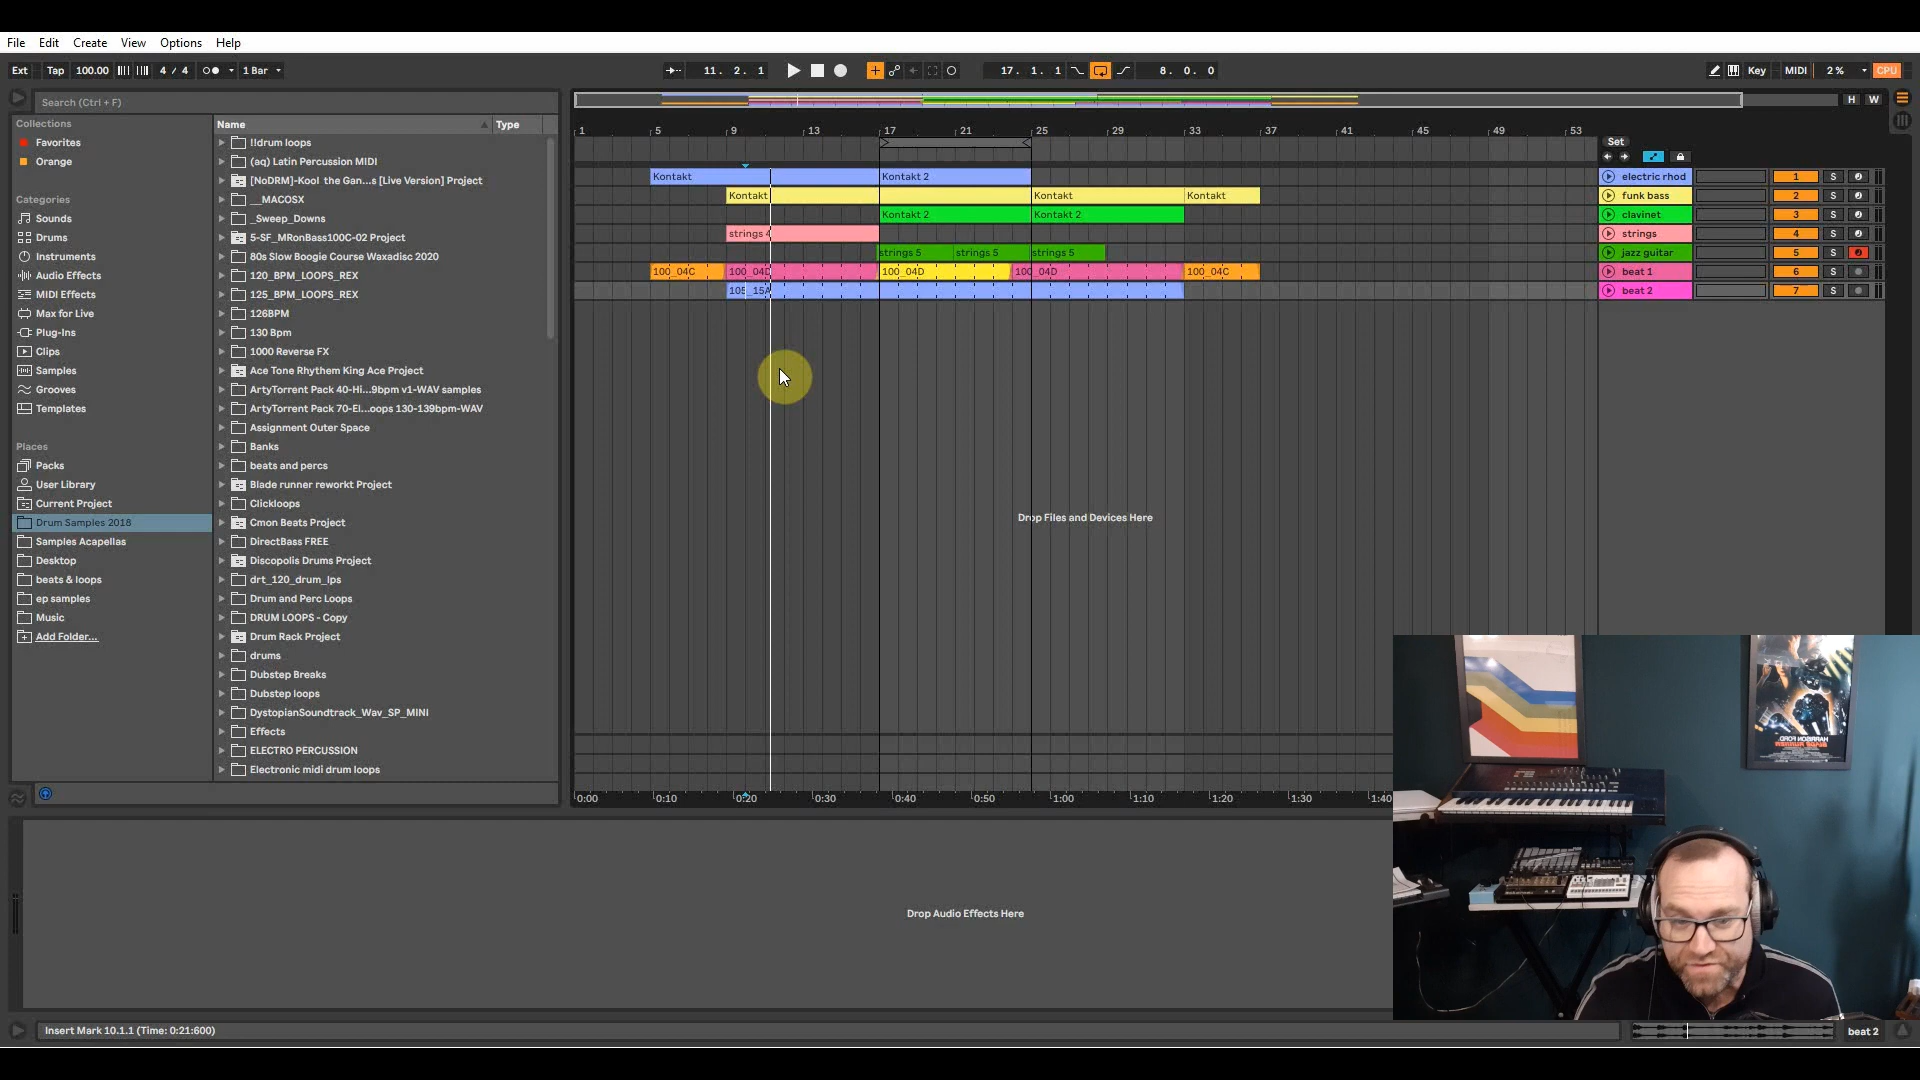 File Edit Create View Options Help
Ext Tap 100.00 4 / 4 1 Bar 11. 2. 1 17. 1. 1 8. 0. 0 Key MIDI 2 % CPU
Search (Ctrl + F)
H W
Collections
Favorites
Orange
Categories
Sounds
Drums
Instruments
Audio Effects
MIDI Effects
Max for Live
Plug-Ins
Clips
Samples
Grooves
Templates
Places
Packs
User Library
Current Project
Drum Samples 2018
Samples Acapellas
Desktop
beats & loops
ep samples
Music
Add Folder...
Name Type
!!drum loops
(aq) Latin Percussion MIDI
[NoDRM]-Kool the Gan...s [Live Version] Project
__MACOSX
_Sweep_Downs
5-SF_MRonBass100C-02 Project
80s Slow Boogie Course Waxadisc 2020
120_BPM_LOOPS_REX
125_BPM_LOOPS_REX
126BPM
130 Bpm
1000 Reverse FX
Ace Tone Rhythem King Ace Project
ArtyTorrent Pack 40-Hi...9bpm v1-WAV samples
ArtyTorrent Pack 70-El...oops 130-139bpm-WAV
Assignment Outer Space
Banks
beats and percs
Blade runner reworkt Project
Clickloops
Cmon Beats Project
DirectBass FREE
Discopolis Drums Project
drt_120_drum_lps
Drum and Perc Loops
DRUM LOOPS - Copy
Drum Rack Project
drums
Dubstep Breaks
Dubstep loops
DystopianSoundtrack_Wav_SP_MINI
Effects
ELECTRO PERCUSSION
Electronic midi drum loops
1 5 9 13 17 21 25 29 33 37 41 45 49 53
Set
Kontakt Kontakt 2 electric rhod 1 S
Kontakt Kontakt Kontakt funk bass 2 S
Kontakt 2 Kontakt 2 clavinet 3 S
strings 4 strings 4 S
strings 5 strings 5 strings 5 jazz guitar 5 S
100_04C 100_04D 100_04D 100_04D 100_04C beat 1 6 S
105_15A beat 2 7 S
Drop Files and Devices Here
0:00 0:10 0:20 0:30 0:40 0:50 1:00 1:10 1:20 1:30 1:40
Drop Audio Effects Here
HARRISON FORD
BLADE RUNNER
Insert Mark 10.1.1 (Time: 0:21:600)
beat 2